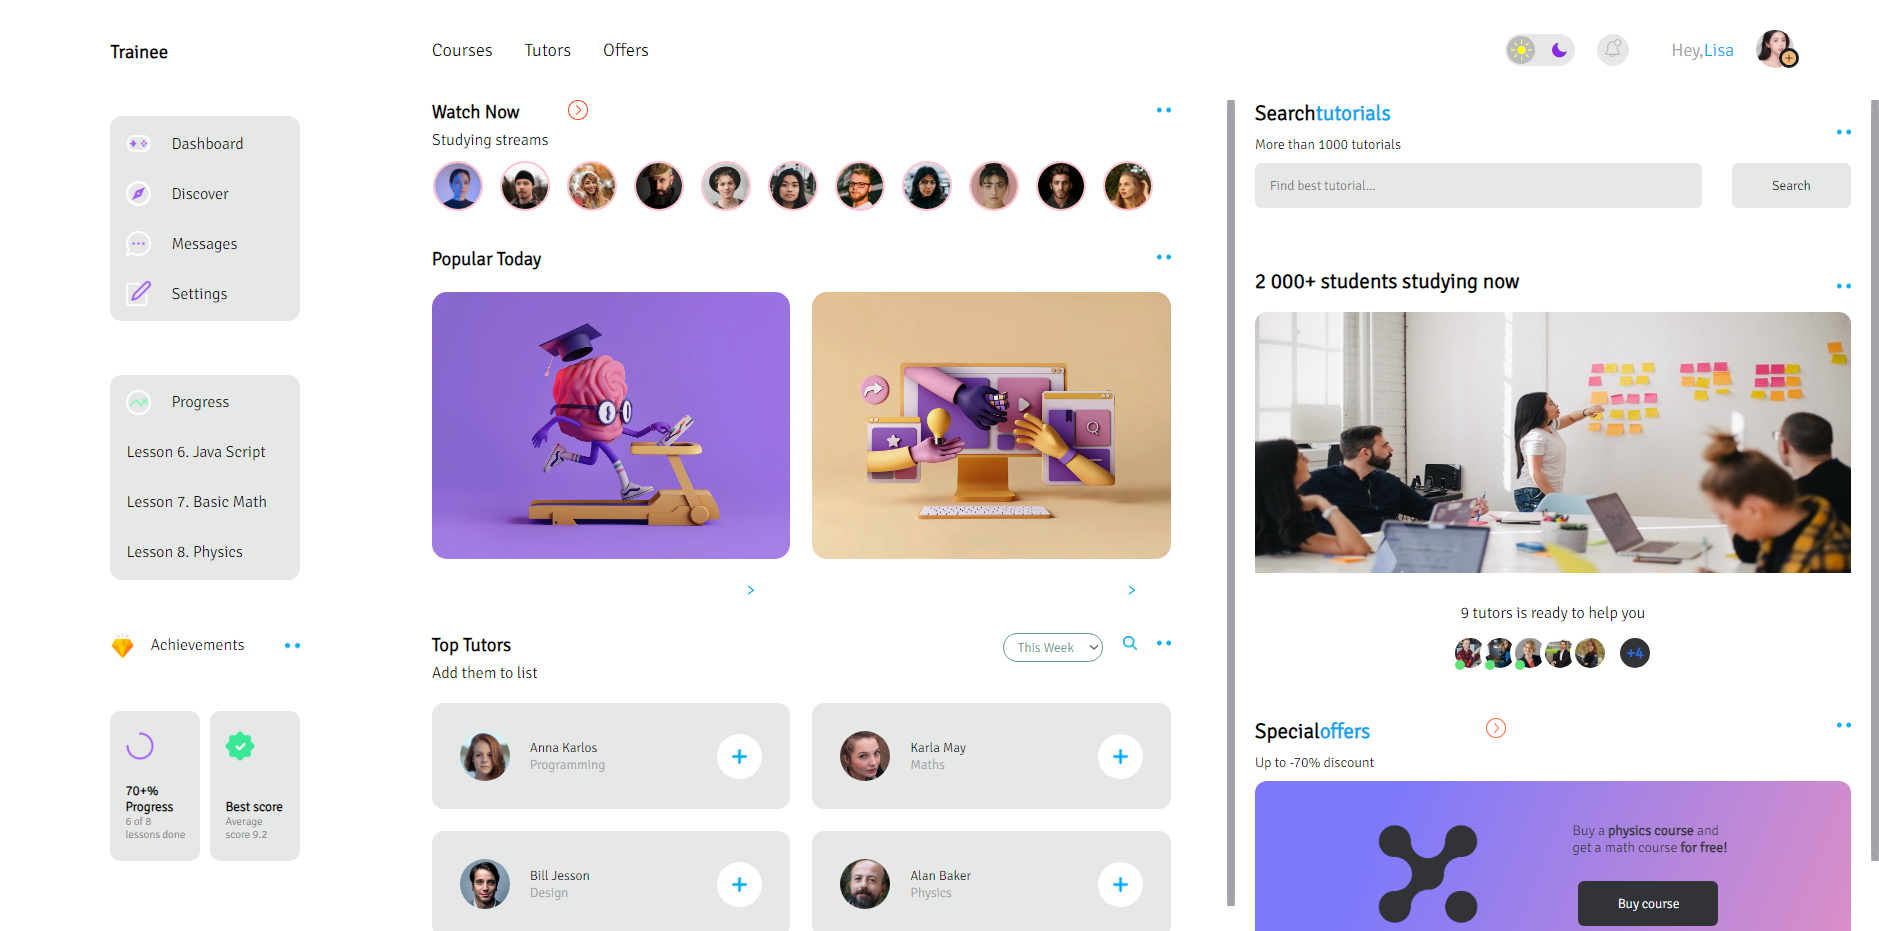 Trainee
Courses
Tutors
Offers
Hey,Lisa
Dashboard
Discover
Messages
Settings
Progress
Lesson 6. Java Script
Lesson 7. Basic Math
Lesson 8. Physics
Achievements
70+%
Progress
6 of 8
lessons done
Best score
Average
score 9.2
Watch Now
Studying streams
Popular Today
Top Tutors
Add them to list
This Week
Anna Karlos
Programming
Karla May
Maths
Bill Jesson
Design
Alan Baker
Physics
Searchtutorials
More than 1000 tutorials
Find best tutorial...
Search
2 000+ students studying now
9 tutors is ready to help you
+4
Specialoffers
Up to -70% discount
Buy a physics course and
get a math course for free!
Buy course